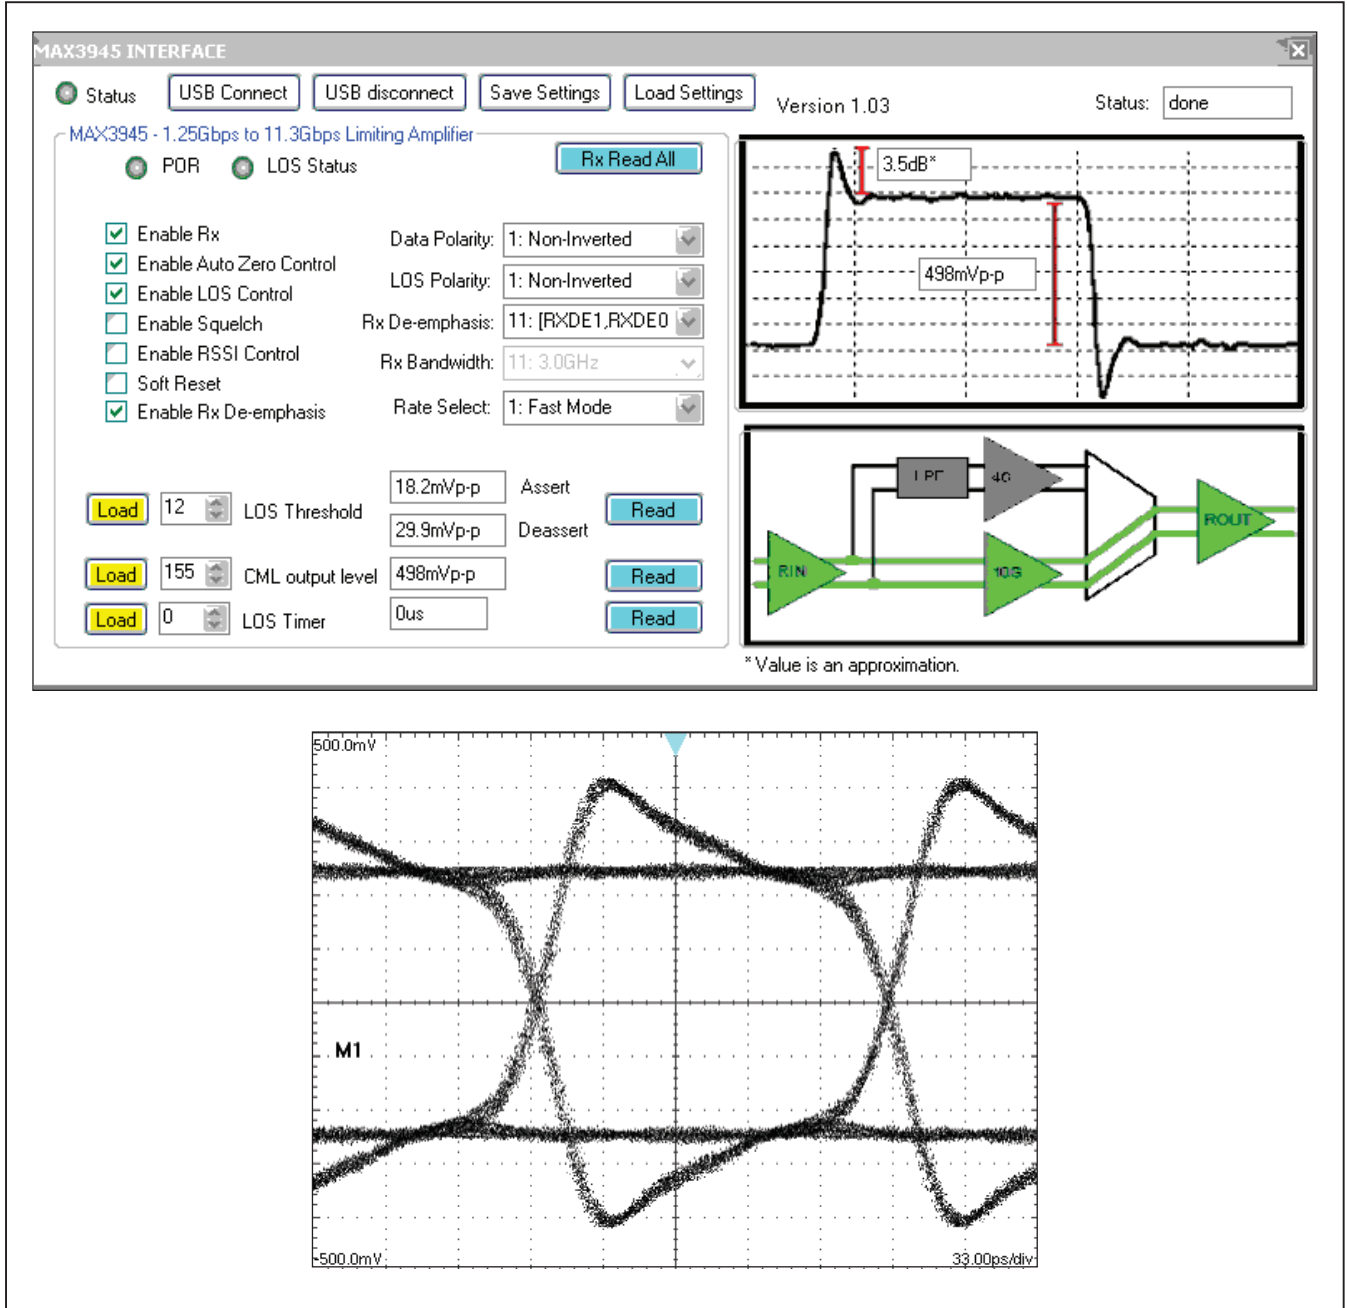 MAX3945 INTERFACE
Status USB Connect USB disconnect Save Settings Load Settings Version 1.03 Status: done
MAX3945 - 1.25Gbps to 11.3Gbps Limiting Amplifier
POR LOS Status Rx Read All
Enable Rx
Enable Auto Zero Control
Enable LOS Control
Enable Squelch
Enable RSSI Control
Soft Reset
Enable Rx De-emphasis
Data Polarity: 1: Non-Inverted
LOS Polarity: 1: Non-Inverted
Rx De-emphasis: 11: [RXDE1,RXDE0
Rx Bandwidth: 11: 3.0GHz
Rate Select: 1: Fast Mode
18.2mVp-p Assert
Load 12 LOS Threshold Read
29.9mVp-p Deassert
Load 155 CML output level 498mVp-p Read
Load 0 LOS Timer 0us Read
3.5dB*
498mVp-p
LPF 4G
ROUT
RIN 10G
* Value is an approximation.
500.0mV
M1
-500.0mV 33.00ps/div